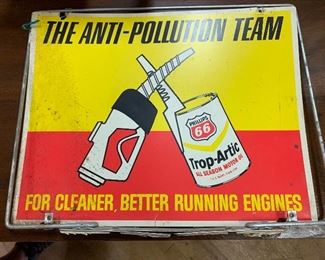 THE ANTI-POLLUTION TEAM
PHILLIPS
66
Trop-Artic
ALL SEASON MOTOR OIL
FOR CLEANER, BETTER RUNNING ENGINES